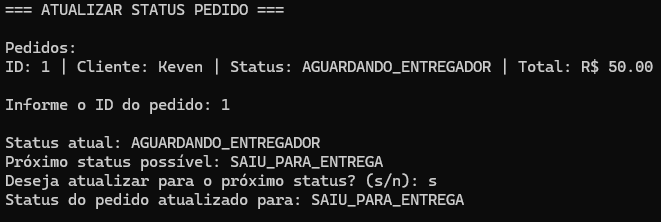 === ATUALIZAR STATUS PEDIDO ===
Pedidos:
ID: 1 | Cliente: Keven | Status: AGUARDANDO_ENTREGADOR | Total: R$ 50.00
Informe o ID do pedido: 1
Status atual: AGUARDANDO_ENTREGADOR
Próximo status possível: SAIU_PARA_ENTREGA
Deseja atualizar para o próximo status? (s/n): s
Status do pedido atualizado para: SAIU_PARA_ENTREGA